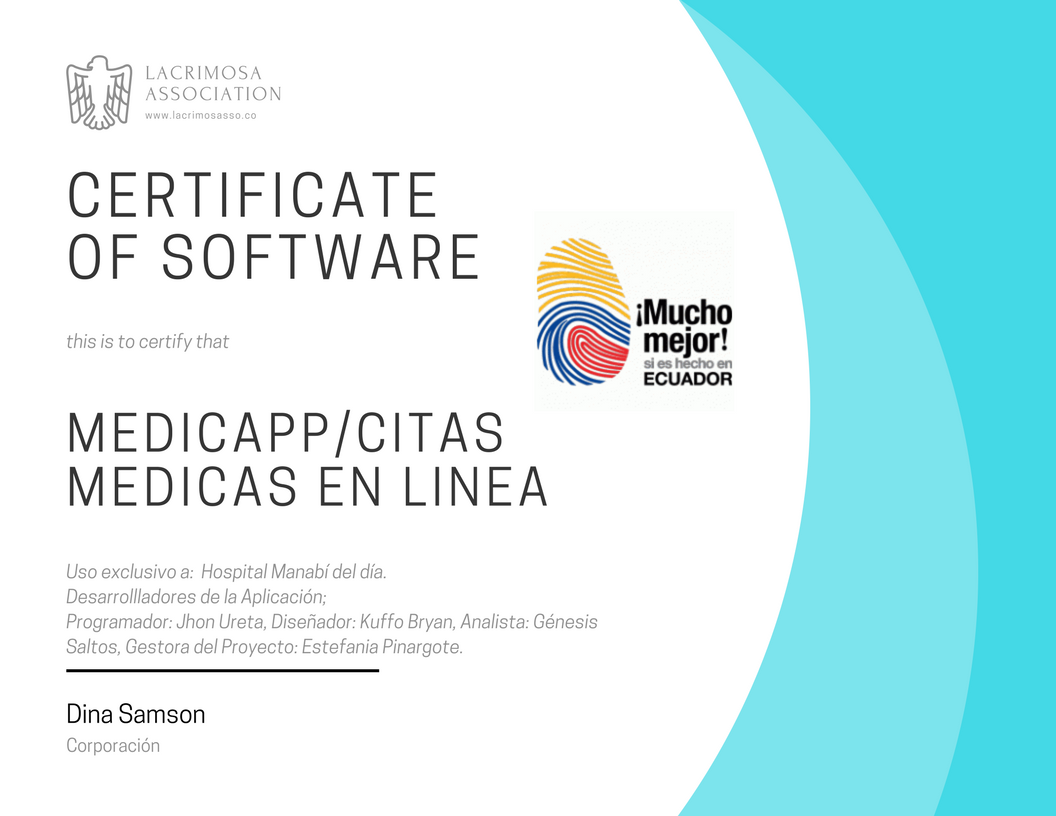 LACRIMOSA
ASSOCIATION
www.lacrimosasso.co
CERTIFICATE
OF SOFTWARE
this is to certify that
¡Mucho
mejor!
si es hecho en
ECUADOR
MEDICAPP/CITAS
MEDICAS EN LINEA
Uso exclusivo a: Hospital Manabí del día.
Desarrollladores de la Aplicación;
Programador: Jhon Ureta, Diseñador: Kuffo Bryan, Analista: Génesis
Saltos, Gestora del Proyecto: Estefania Pinargote.
Dina Samson
Corporación